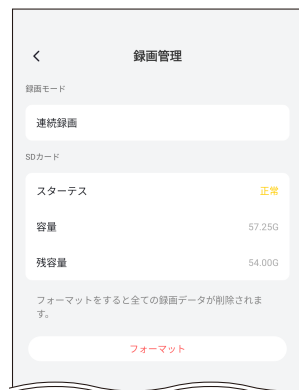 録画管理
録画モード
連続録画
SDカード
スターテス
正常
容量
57.25G
残容量
54.00G
フォーマットをすると全ての録画データが削除されま
す。
フォーマット